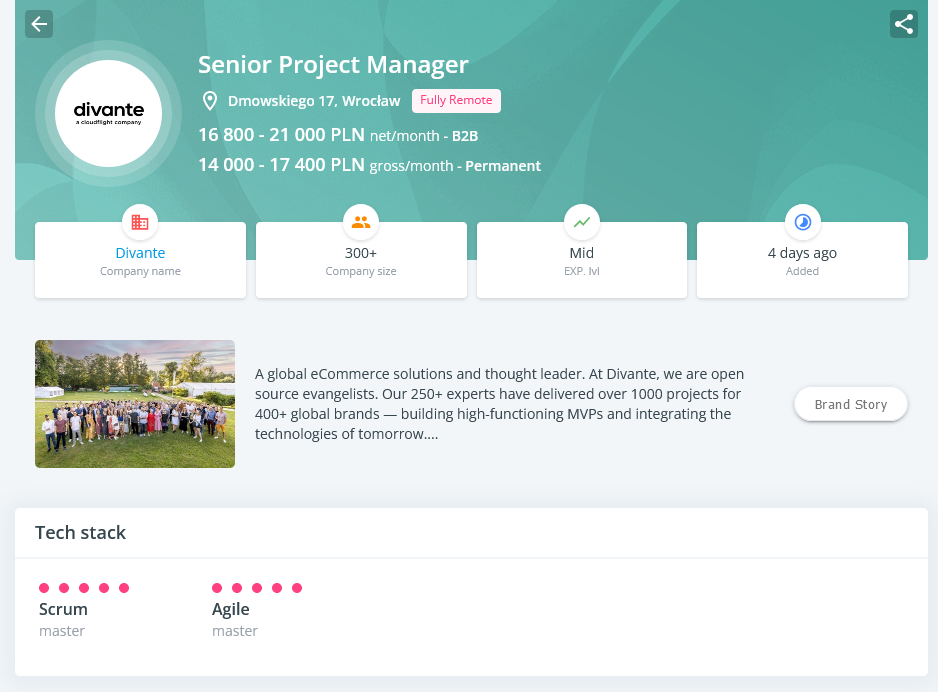 Senior Project Manager
Dmowskiego 17, Wrocław Fully Remote
divante
a cloudflight company
16 800 - 21 000 PLN net/month - B2B
14 000 - 17 400 PLN gross/month - Permanent
Divante
Company name
300+
Company size
Mid
EXP. lvl
4 days ago
Added
A global eCommerce solutions and thought leader. At Divante, we are open
source evangelists. Our 250+ experts have delivered over 1000 projects for
400+ global brands — building high-functioning MVPs and integrating the
technologies of tomorrow....
Brand Story
Tech stack
Scrum
master
Agile
master